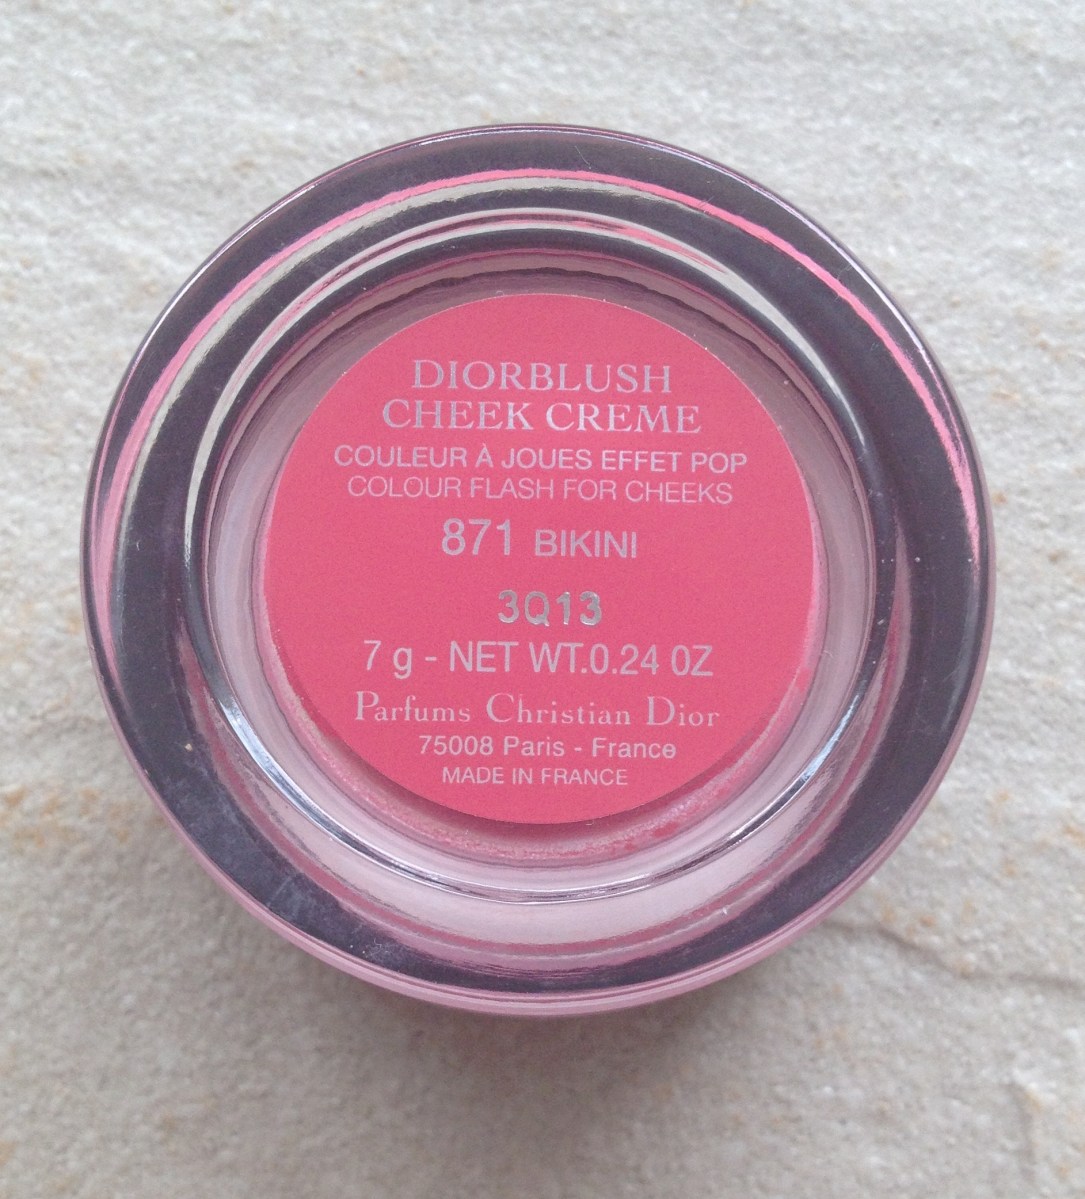 DIORBLUSH
CHEEK CREME
COULEUR À JOUES EFFET POP
COLOUR FLASH FOR CHEEKS
871 BIKINI
3Q13
7 g - NET WT.0.24 OZ
Parfums Christian Dior
75008 Paris - France
MADE IN FRANCE